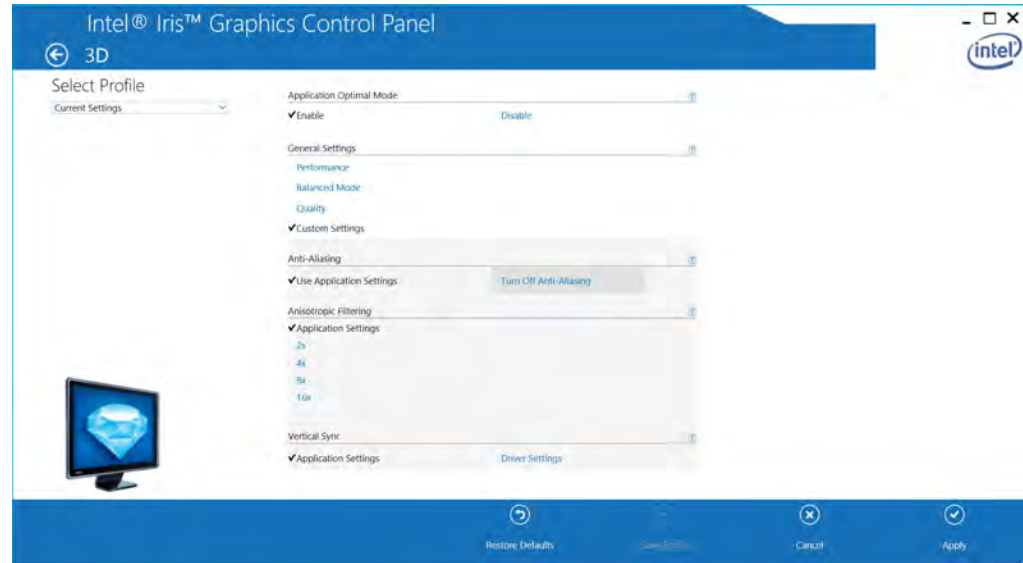 Intel® Iris™ Graphics Control Panel
3D
intel
Select Profile
Current Settings
Application Optimal Mode
✔Enable
Disable
General Settings
Performance
Balanced Mode
Quality
✔Custom Settings
Anti-Aliasing
✔Use Application Settings
Turn Off Anti-Aliasing
Anisotropic Filtering
✔Application Settings
2x
4x
8x
16x
Vertical Sync
✔Application Settings
Driver Settings
Restore Defaults
Cancel
Apply